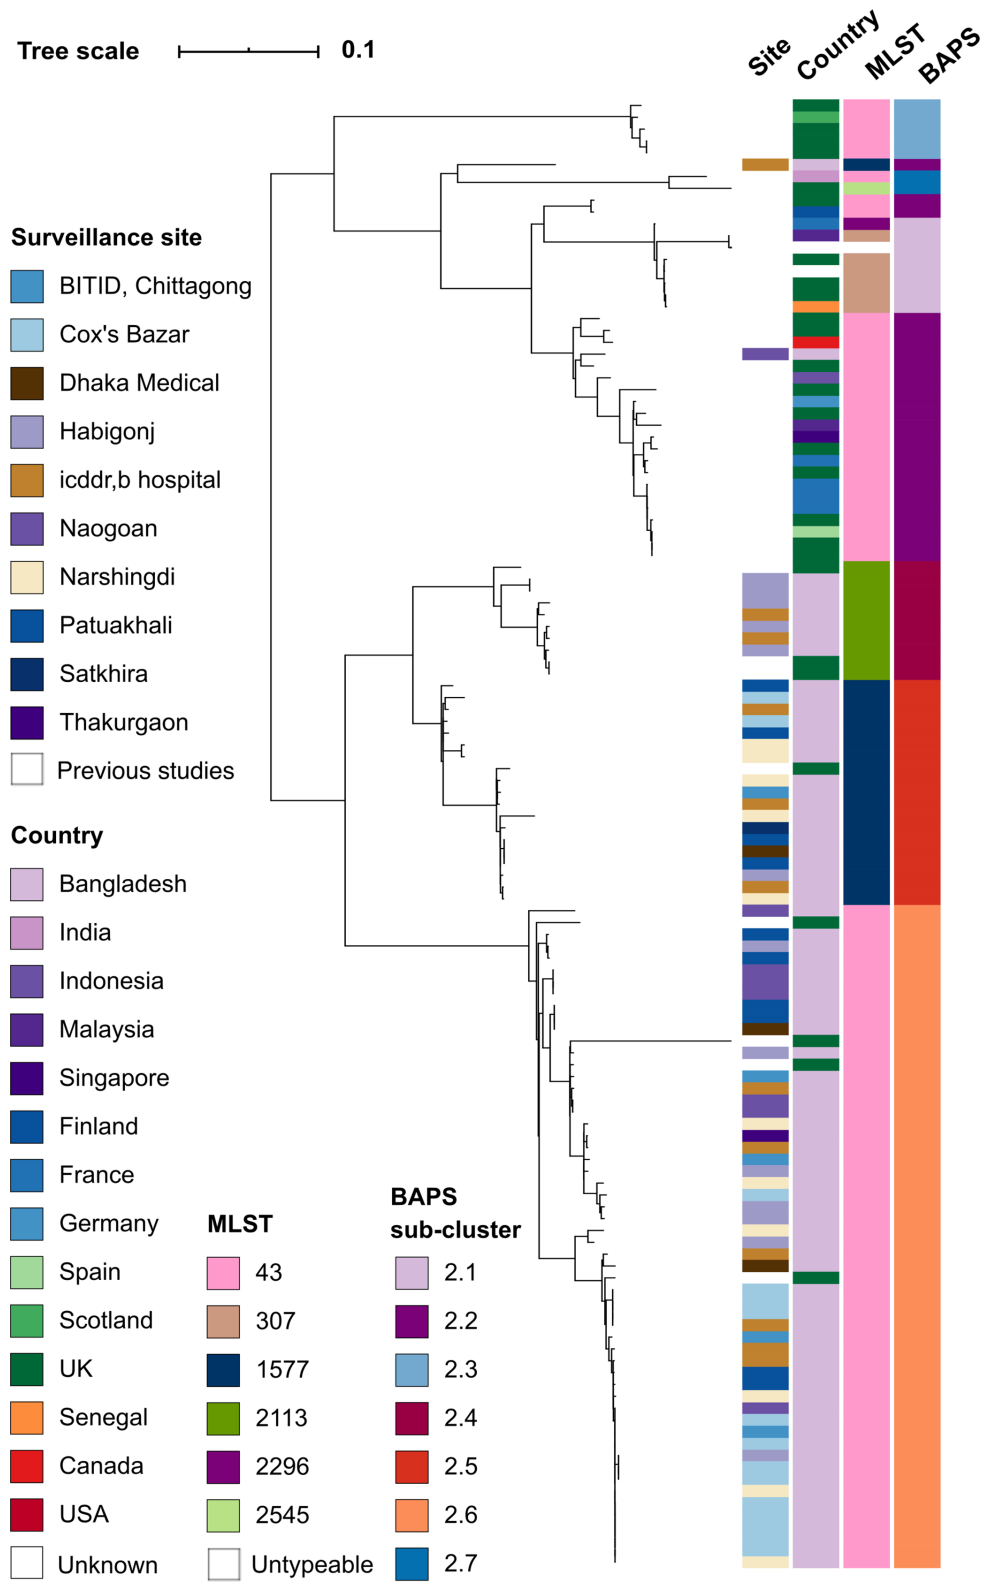 Tree scale 0.1
Site Country MLST BAPS
Surveillance site
BITID, Chittagong
Cox's Bazar
Dhaka Medical
Habigonj
icddr,b hospital
Naogoan
Narshingdi
Patuakhali
Satkhira
Thakurgaon
Previous studies
Country
Bangladesh
India
Indonesia
Malaysia
Singapore
Finland
France
Germany
Spain
Scotland
UK
Senegal
Canada
USA
Unknown
MLST
43
307
1577
2113
2296
2545
Untypeable
BAPS
sub-cluster
2.1
2.2
2.3
2.4
2.5
2.6
2.7